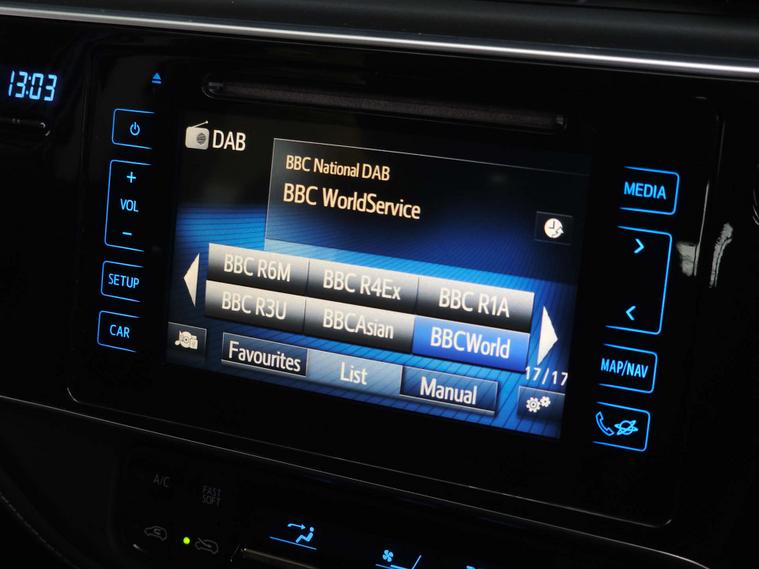 13:03
DAB
BBC National DAB
BBC WorldService
BBC R6M
BBC R4Ex
BBC R1A
BBC R3U
BBCAsian
BBCWorld
17/17
Favourites
List
Manual
+
VOL
−
SETUP
CAR
MEDIA
>
<
MAP/NAV
A/C
FAST
SOFT